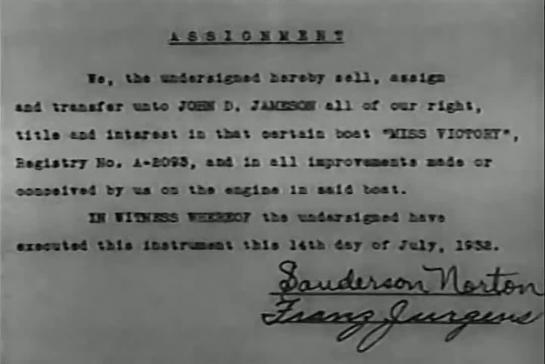 ASSIGNMENT
We, the undersigned hereby sell, assign
and transfer unto JOHN D. JAMESON all of our right,
title and interest in that certain boat "MISS VICTORY",
Registry No. A-2093, and in all improvements made or
conceived by us on the engine in said boat.
IN WITNESS WHEREOF the undersigned have
executed this instrument this 14th day of July, 1932.
Sanderson Norton
Franz Jurgens